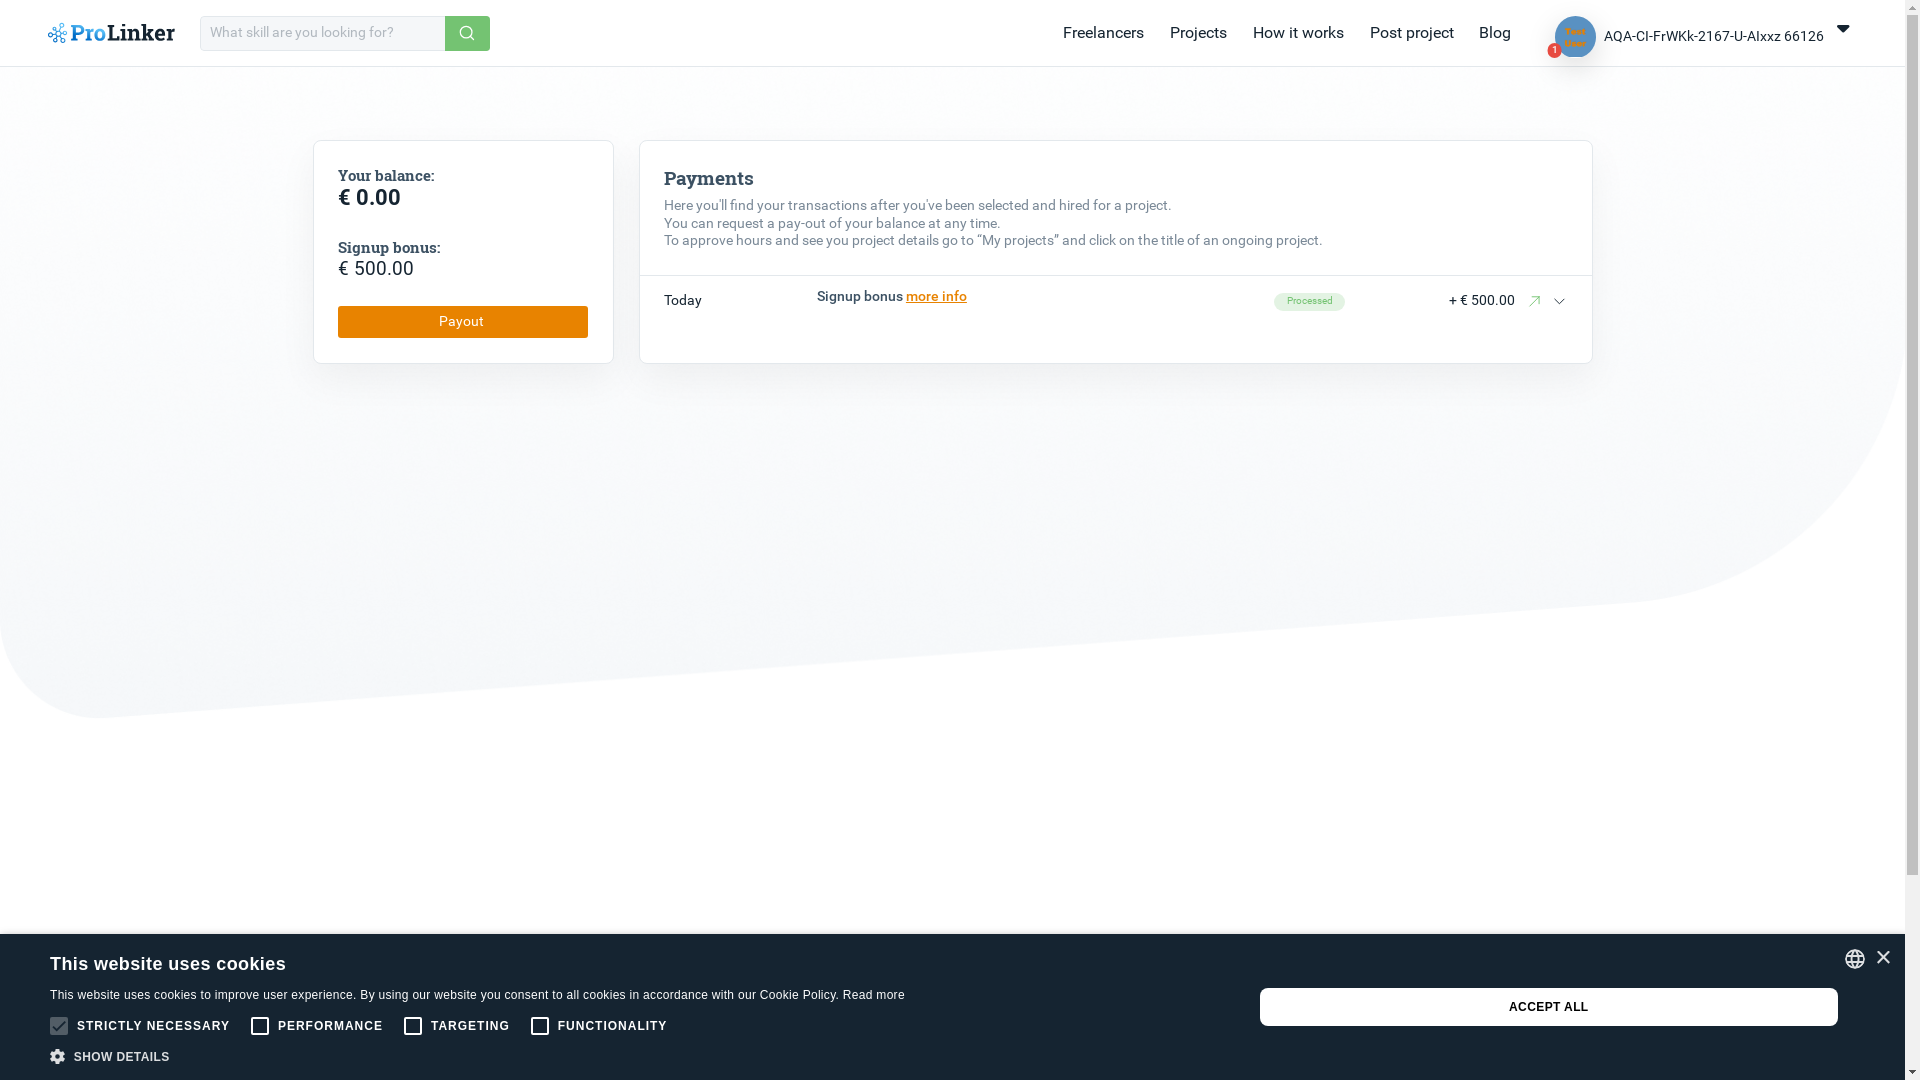 ProLinker
What skill are you looking for?
Freelancers
Projects
How it works
Post project
Blog
Test
User
1
AQA-CI-FrWKk-2167-U-AIxxz 66126
Your balance:
€ 0.00
Signup bonus:
€ 500.00
Payout
Payments
Here you'll find your transactions after you've been selected and hired for a project.
You can request a pay-out of your balance at any time.
To approve hours and see you project details go to “My projects” and click on the title of an ongoing project.
Today
Signup bonus more info
Processed
+ € 500.00
This website uses cookies
This website uses cookies to improve user experience. By using our website you consent to all cookies in accordance with our Cookie Policy. Read more
STRICTLY NECESSARY
PERFORMANCE
TARGETING
FUNCTIONALITY
SHOW DETAILS
ACCEPT ALL